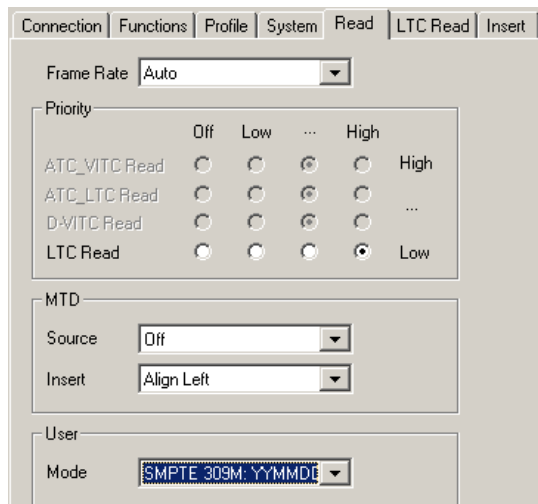 Connection Functions Profile System Read LTC Read Insert
Frame Rate Auto
Priority
Off Low ... High
ATC_VITC Read High
ATC_LTC Read
...
D-VITC Read
LTC Read Low
MTD
Source Off
Insert Align Left
User
Mode SMPTE 309M: YYMMDD